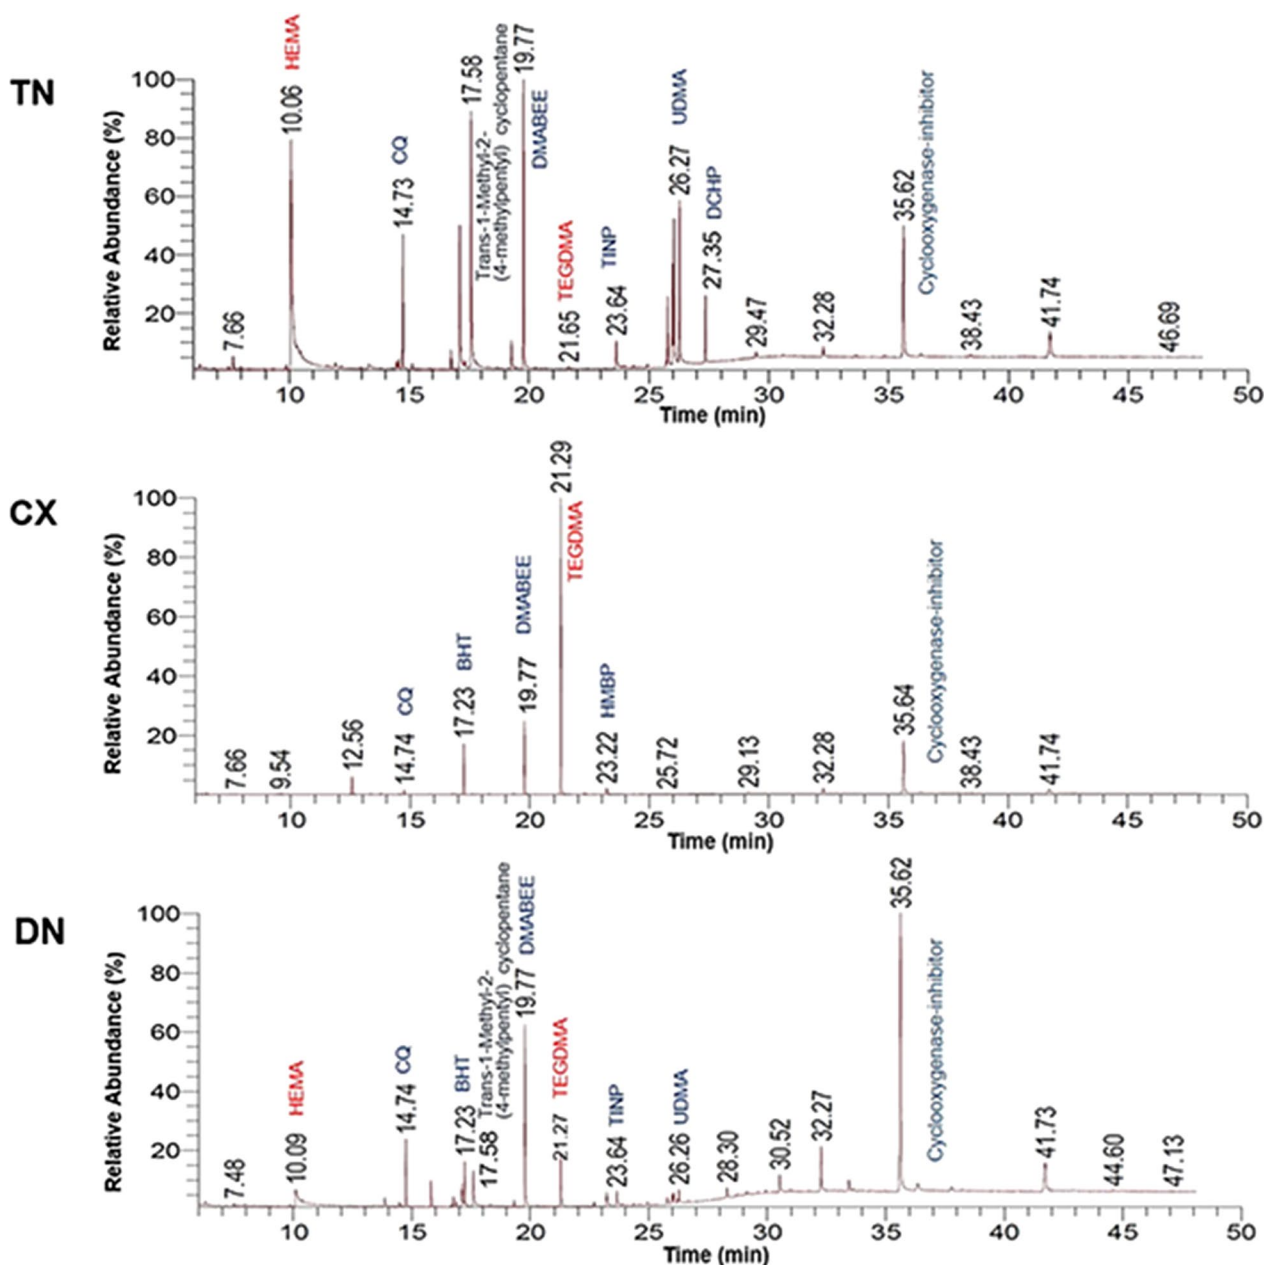 TN
Relative Abundance (%)
100
80
60
40
20
7.66
10.06 HEMA
14.73 CQ
17.58
Trans-1-Methyl-2-
(4-methylpentyl) cyclopentane
19.77
DMABEE
21.65 TEGDMA
23.64 TINP
26.27 UDMA
27.35 DCHP
29.47
32.28
35.62
Cyclooxygenase-inhibitor
38.43
41.74
46.69
10 15 20 25 30 35 40 45 50
Time (min)
CX
Relative Abundance (%)
100
80
60
40
20
7.66
9.54
12.56
14.74 CQ
17.23 BHT
19.77 DMABEE
21.29
TEGDMA
23.22 HMBP
25.72
29.13
32.28
35.64
Cyclooxygenase-inhibitor
38.43
41.74
10 15 20 25 30 35 40 45 50
Time (min)
DN
Relative Abundance (%)
100
80
60
40
20
7.48
10.09 HEMA
14.74 CQ
17.23 BHT
17.58
Trans-1-Methyl-2-
(4-methylpentyl) cyclopentane
19.77 DMABEE
21.27 TEGDMA
23.64 TINP
26.26 UDMA
28.30
30.52
32.27
35.62
Cyclooxygenase-inhibitor
41.73
44.60
47.13
10 15 20 25 30 35 40 45 50
Time (min)